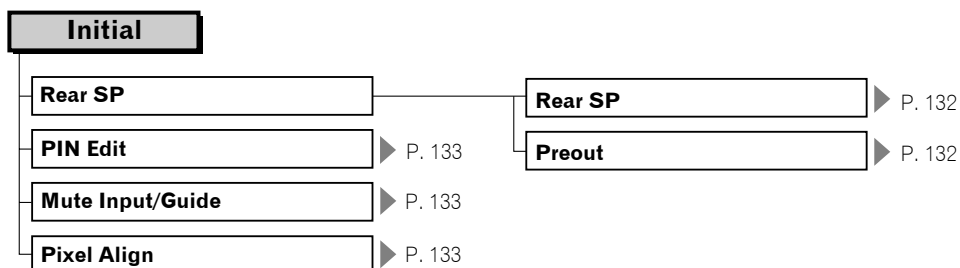 Initial
Rear SP
Rear SP P. 132
PIN Edit P. 133
Preout P. 132
Mute Input/Guide P. 133
Pixel Align P. 133